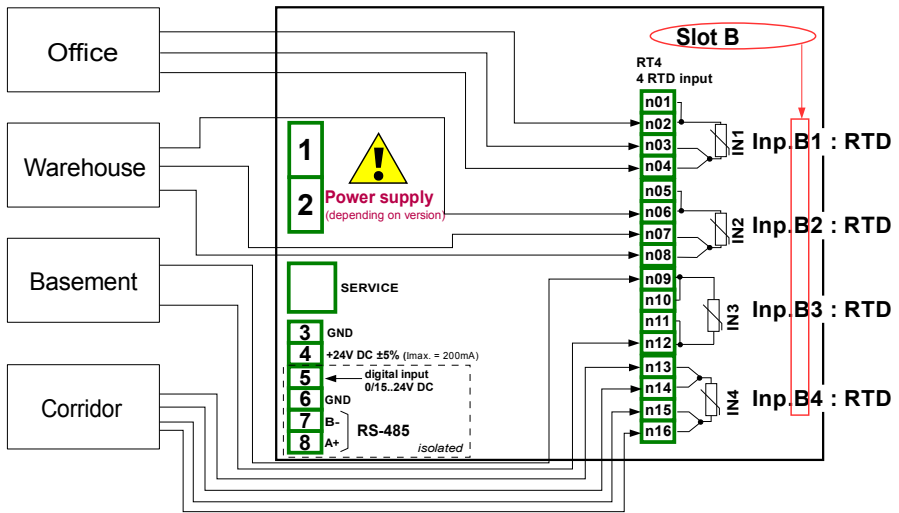 Office
Warehouse
Basement
Corridor
1
2
Power supply
(depending on version)
SERVICE
3 GND
4 +24V DC ±5% (Imax. = 200mA)
5 digital input
0/15..24V DC
6 GND
7 B-
RS-485
8 A+
isolated
Slot B
RT4
4 RTD input
n01
n02
n03
n04
n05
n06
n07
n08
n09
n10
n11
n12
n13
n14
n15
n16
IN1
IN2
IN3
IN4
Inp.B1 : RTD
Inp.B2 : RTD
Inp.B3 : RTD
Inp.B4 : RTD